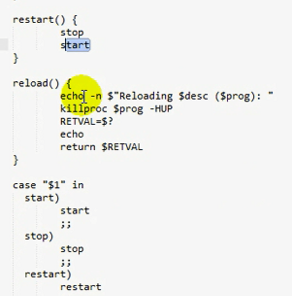 restart() {
stop
start
}
reload() {
echo -n $"Reloading $desc ($prog): "
killproc $prog -HUP
RETVAL=$?
echo
return $RETVAL
}
case "$1" in
start)
start
;;
stop)
stop
;;
restart)
restart